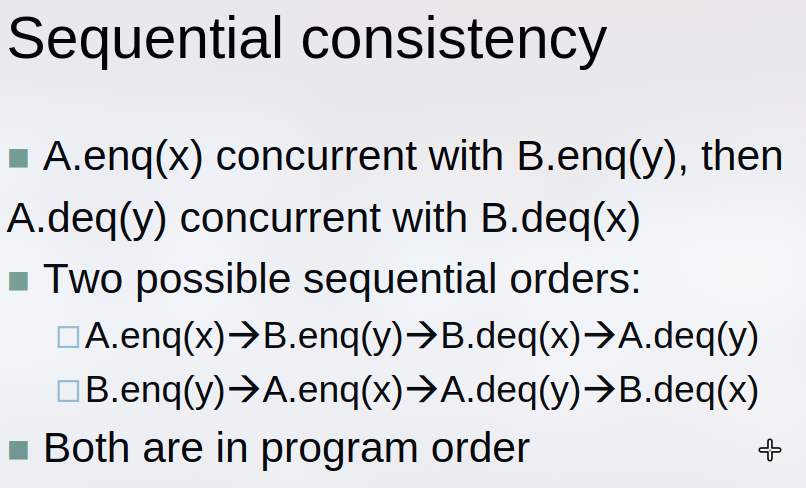 Sequential consistency
A.enq(x) concurrent with B.enq(y), then
A.deq(y) concurrent with B.deq(x)
Two possible sequential orders:
A.enq(x)→B.enq(y)→B.deq(x)→A.deq(y)
B.enq(y)→A.enq(x)→A.deq(y)→B.deq(x)
Both are in program order